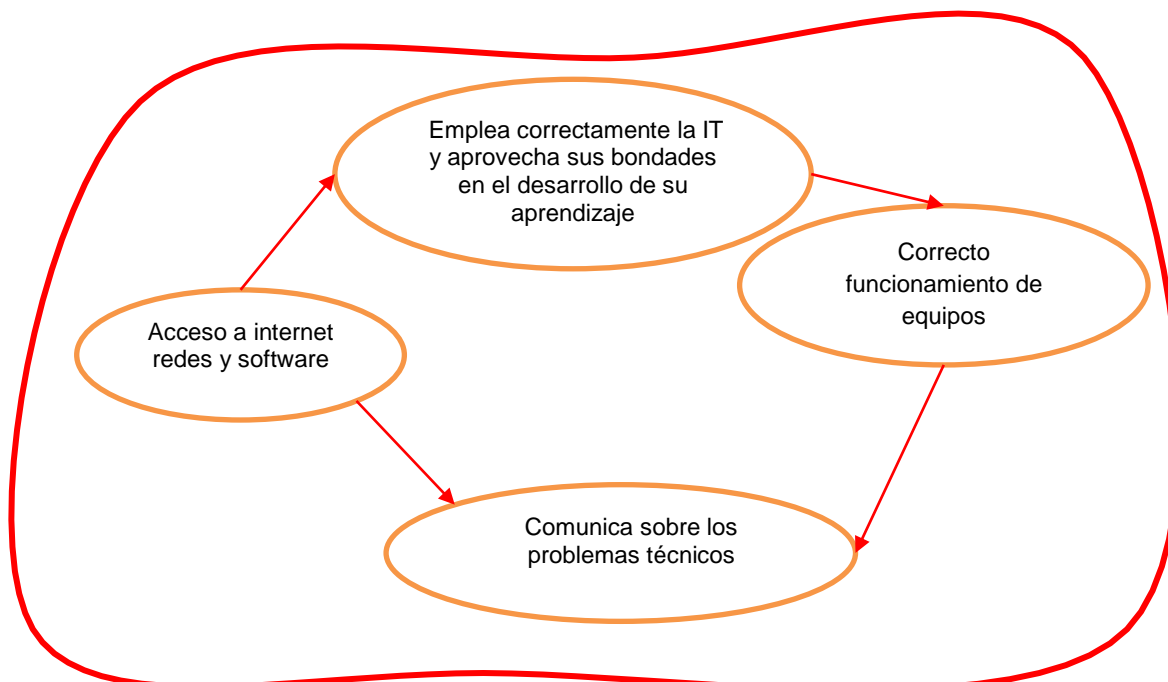 Emplea correctamente la IT
y aprovecha sus bondades
en el desarrollo de su
aprendizaje
Correcto
funcionamiento de
equipos
Acceso a internet
redes y software
Comunica sobre los
problemas técnicos